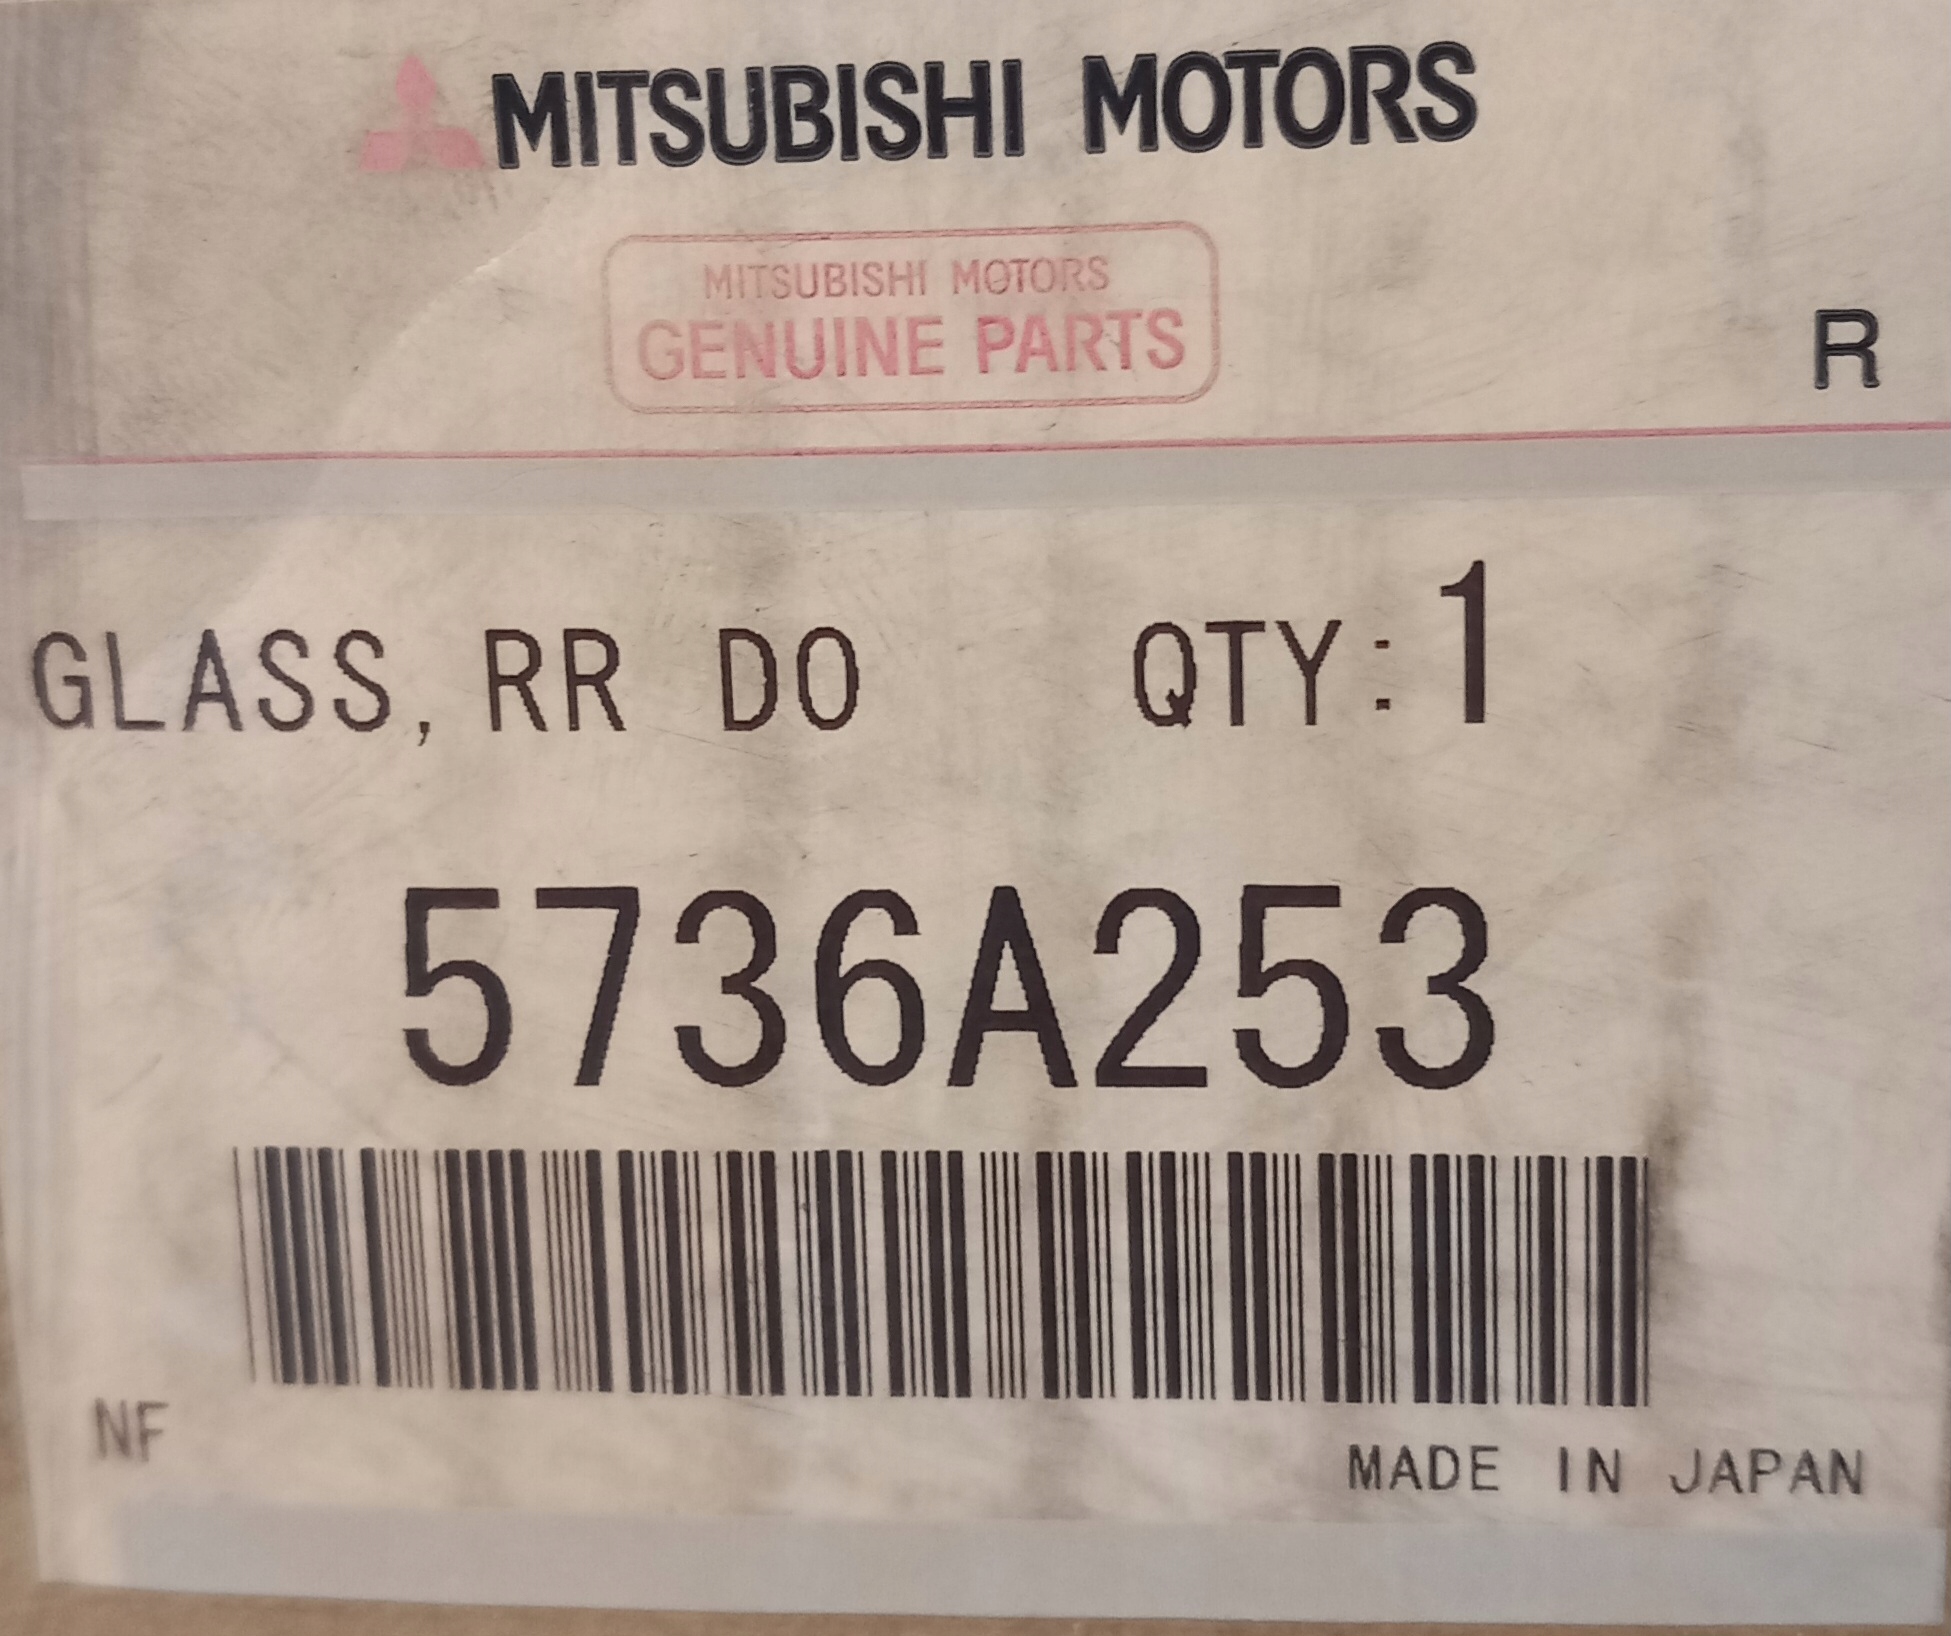 MITSUBISHI MOTORS
MITSUBISHI MOTORS
GENUINE PARTS
R
GLASS, RR DO QTY:1
5736A253
NF
MADE IN JAPAN